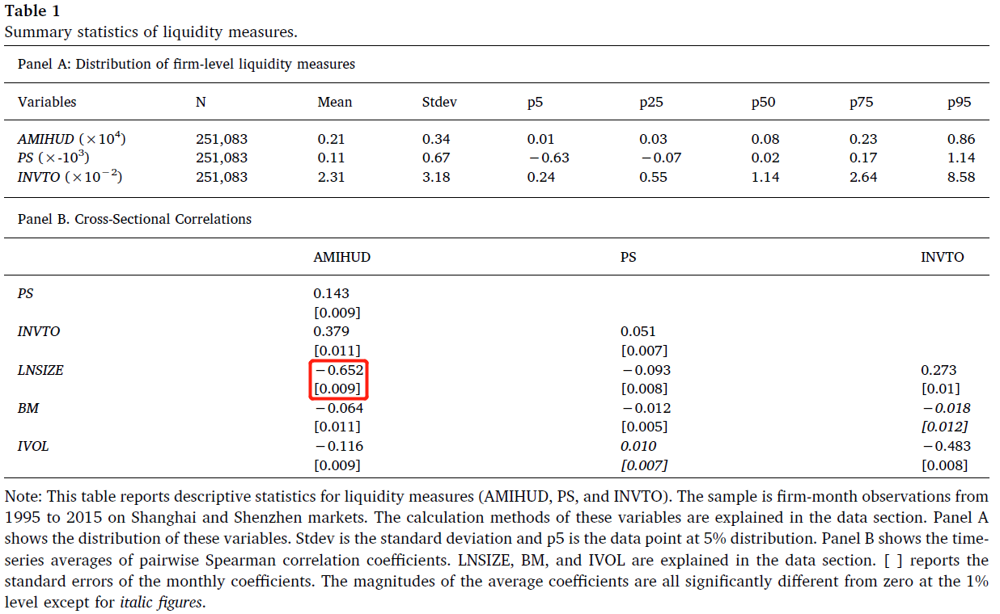 Table 1
Summary statistics of liquidity measures.
Panel A: Distribution of firm-level liquidity measures
Variables N Mean Stdev p5 p25 p50 p75 p95
AMIHUD (×10⁴) 251,083 0.21 0.34 0.01 0.03 0.08 0.23 0.86
PS (×-10³) 251,083 0.11 0.67 −0.63 −0.07 0.02 0.17 1.14
INVTO (×10⁻²) 251,083 2.31 3.18 0.24 0.55 1.14 2.64 8.58
Panel B. Cross-Sectional Correlations
AMIHUD PS INVTO
PS 0.143
[0.009]
INVTO 0.379 0.051
[0.011] [0.007]
LNSIZE −0.652 −0.093 0.273
[0.009] [0.008] [0.01]
BM −0.064 −0.012 −0.018
[0.011] [0.005] [0.012]
IVOL −0.116 0.010 −0.483
[0.009] [0.007] [0.008]
Note: This table reports descriptive statistics for liquidity measures (AMIHUD, PS, and INVTO). The sample is firm-month observations from
1995 to 2015 on Shanghai and Shenzhen markets. The calculation methods of these variables are explained in the data section. Panel A
shows the distribution of these variables. Stdev is the standard deviation and p5 is the data point at 5% distribution. Panel B shows the time-
series averages of pairwise Spearman correlation coefficients. LNSIZE, BM, and IVOL are explained in the data section. [ ] reports the
standard errors of the monthly coefficients. The magnitudes of the average coefficients are all significantly different from zero at the 1%
level except for italic figures.